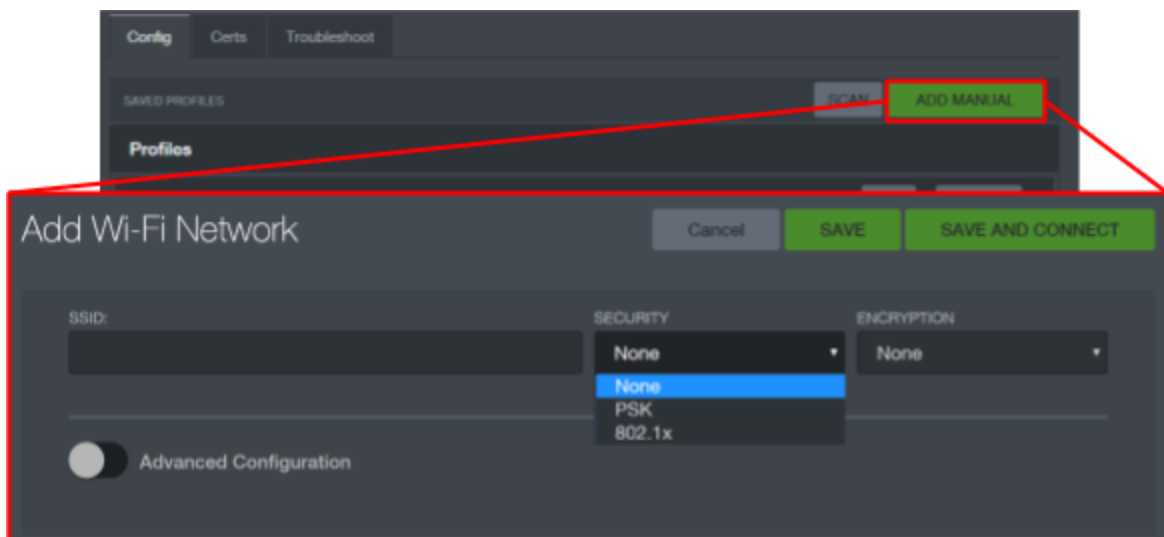 Config Certs Troubleshoot
SAVED PROFILES SCAN ADD MANUAL
Profiles
Add Wi-Fi Network Cancel SAVE SAVE AND CONNECT
SSID: SECURITY ENCRYPTION
None None
None
PSK
802.1x
Advanced Configuration